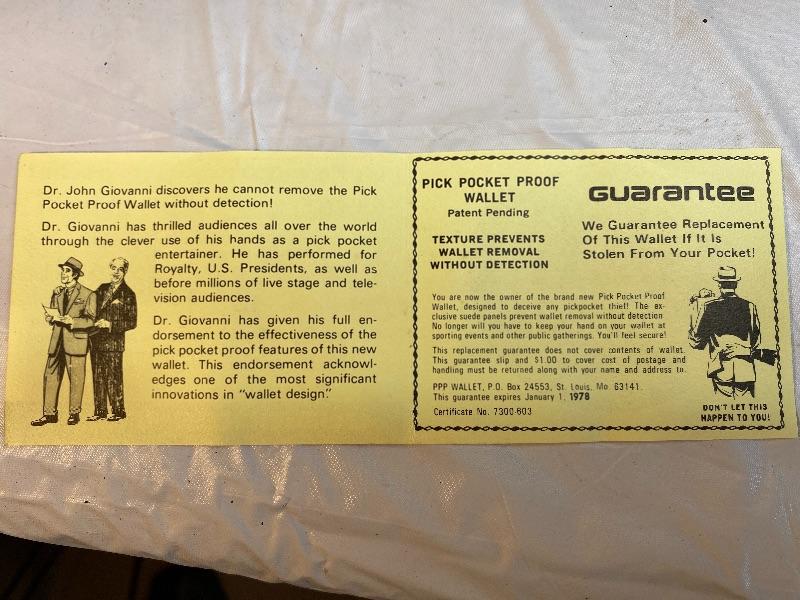 Dr. John Giovanni discovers he cannot remove the Pick
Pocket Proof Wallet without detection!
Dr. Giovanni has thrilled audiences all over the world
through the clever use of his hands as a pick pocket
entertainer. He has performed for
Royalty, U.S. Presidents, as well as
before millions of live stage and tele-
vision audiences.
Dr. Giovanni has given his full en-
dorsement to the effectiveness of the
pick pocket proof features of this new
wallet. This endorsement acknowl-
edges one of the most significant
innovations in "wallet design".
PICK POCKET PROOF
WALLET
Patent Pending
TEXTURE PREVENTS
WALLET REMOVAL
WITHOUT DETECTION
Guarantee
We Guarantee Replacement
Of This Wallet If It Is
Stolen From Your Pocket!
You are now the owner of the brand new Pick Pocket Proof
Wallet, designed to deceive any pickpocket thief! The ex-
clusive suede panels prevent wallet removal without detection
No longer will you have to keep your hand on your wallet at
sporting events and other public gatherings. You'll feel secure!
This replacement guarantee does not cover contents of wallet.
This guarantee slip and $1.00 to cover cost of postage and
handling must be returned along with your name and address to:
PPP WALLET, P.O. Box 24553, St. Louis, Mo. 63141.
This guarantee expires January 1, 1978
Certificate No. 7300-603
DON'T LET THIS
HAPPEN TO YOU!